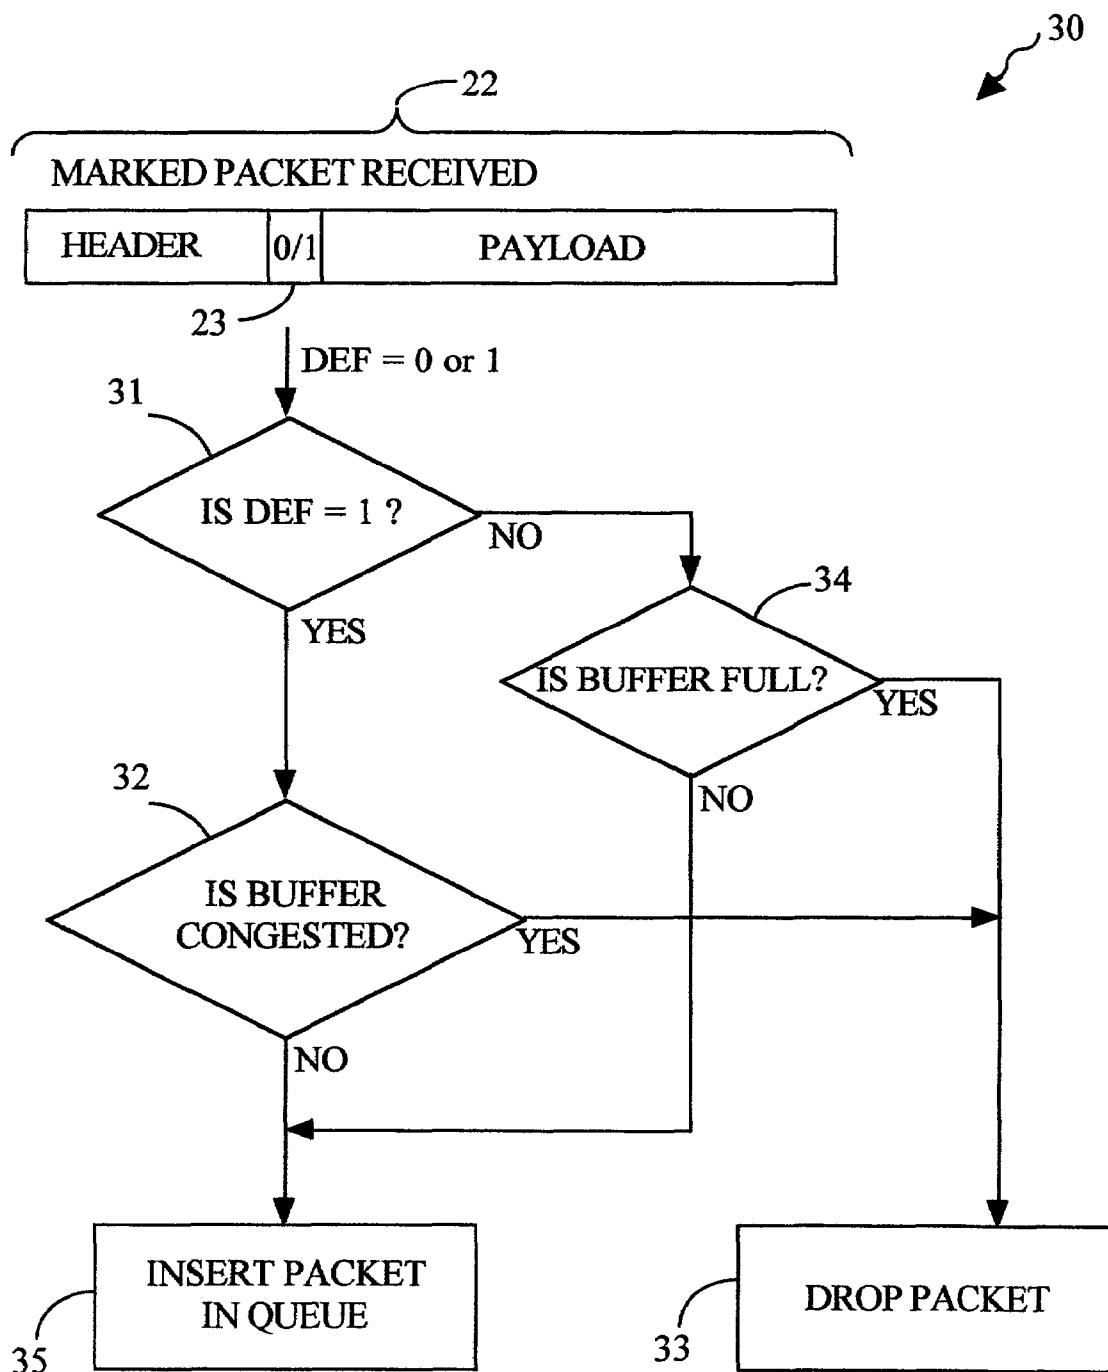 30
22
MARKED PACKET RECEIVED
HEADER 0/1 PAYLOAD
23
DEF = 0 or 1
31
IS DEF = 1 ?
NO
YES
34
IS BUFFER FULL?
YES
NO
32
IS BUFFER
CONGESTED?
YES
NO
INSERT PACKET
IN QUEUE
35
DROP PACKET
33